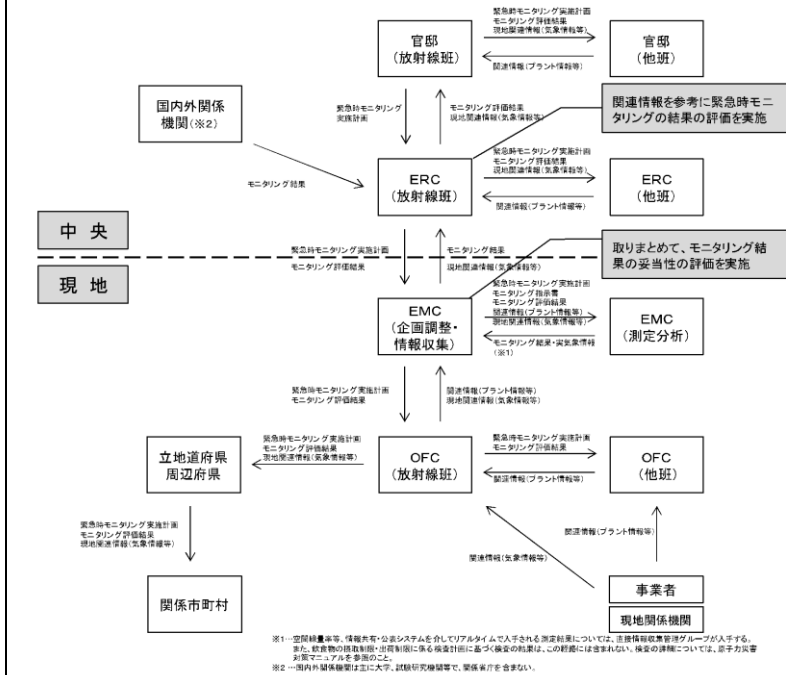 緊急時モニタリング実施計画
モニタリング評価結果
現地関連情報(気象情報等)
官邸
(放射線班)
官邸
(他班)
関連情報(プラント情報等)
国内外関係
機関(※2)
緊急時モニタリング
実施計画
モニタリング評価結果
現地関連情報(気象情報等)
関連情報を参考に緊急時モニ
タリングの結果の評価を実施
モニタリング結果
緊急時モニタリング実施計画
モニタリング評価結果
現地関連情報(気象情報等)
ERC
(放射線班)
ERC
(他班)
関連情報(プラント情報等)
中 央
緊急時モニタリング実施計画
モニタリング結果
取りまとめて、モニタリング結
果の妥当性の評価を実施
現 地
モニタリング評価結果
現地関連情報(気象情報等)
緊急時モニタリング実施計画
モニタリング指示書
モニタリング評価結果
関連情報(プラント情報等)
現地関連情報(気象情報等)
EMC
(企画調整・
情報収集)
EMC
(測定分析)
モニタリング結果・実気象情報
(※1)
緊急時モニタリング実施計画
モニタリング評価結果
関連情報(プラント情報等)
現地関連情報(気象情報等)
立地道府県
周辺府県
緊急時モニタリング実施計画
モニタリング評価結果
現地関連情報(気象情報等)
OFC
(放射線班)
緊急時モニタリング実施計画
モニタリング評価結果
関連情報(プラント情報等)
OFC
(他班)
緊急時モニタリング実施計画
モニタリング評価結果
現地関連情報(気象情報等)
関連情報(プラント情報等)
関連情報(気象情報等)
関係市町村
事業者
現地関係機関
※1…空間線量率等、情報共有・公表システムを介してリアルタイムで入手される測定結果については、直接情報収集管理グループが入手する。
また、飲食物の摂取制限・出荷制限に係る検査計画に基づく検査の結果は、この経路には含まれない。検査の詳細については、原子力災害
対策マニュアルを参照のこと。
※2…国内外関係機関は主に大学、試験研究機関等で、関係省庁を含まない。